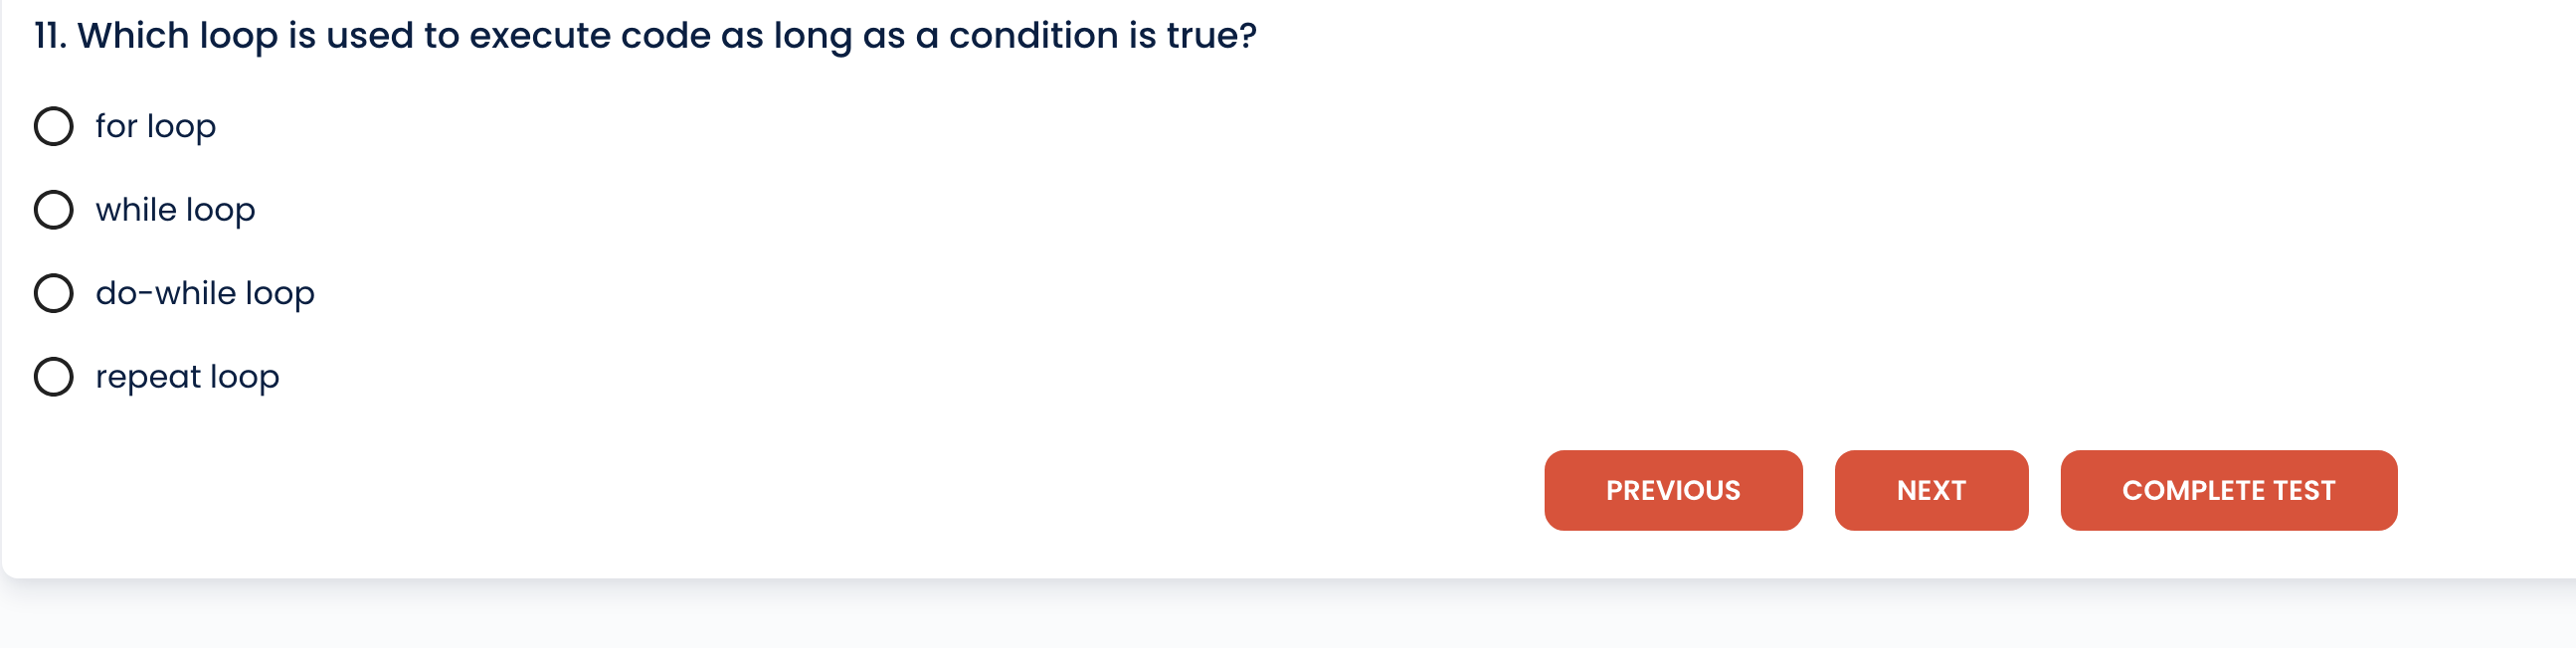 11. Which loop is used to execute code as long as a condition is true?
for loop
while loop
do-while loop
repeat loop
PREVIOUS NEXT COMPLETE TEST